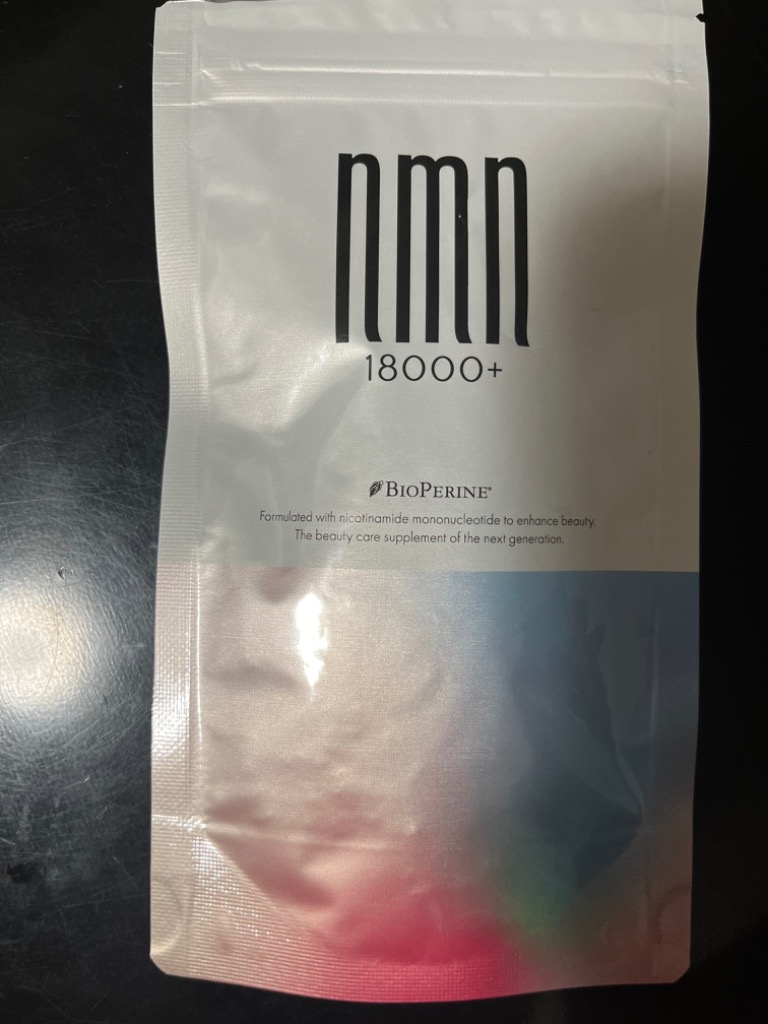 nmn
18000+
BIOPERINE®
Formulated with nicotinamide mononucleotide to enhance beauty.
The beauty care supplement of the next generation.